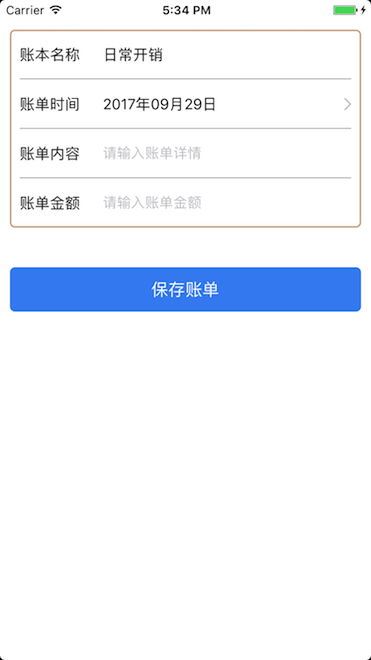 Carrier 5:34 PM
账本名称 日常开销
账单时间 2017年09月29日
账单内容 请输入账单详情
账单金额 请输入账单金额
保存账单